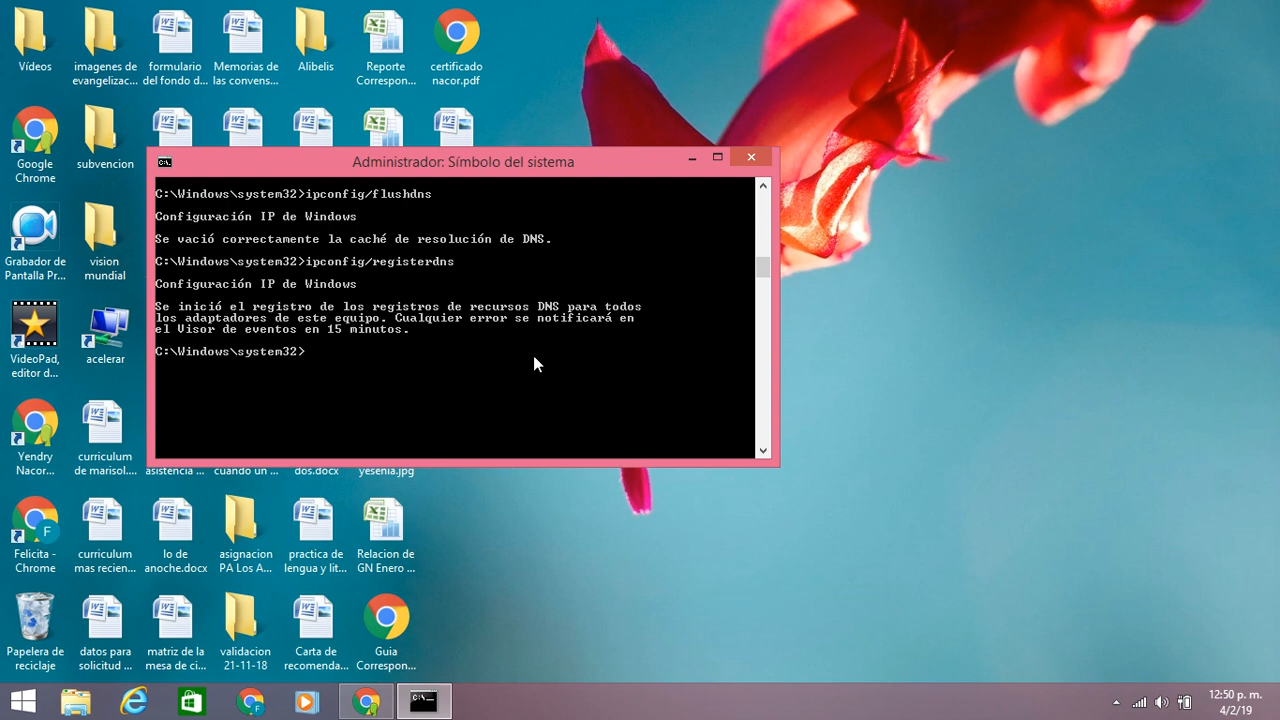 Vídeos
imagenes de
evangelizac...
formulario
del fondo d...
Memorias de
las convens...
Alibelis
Reporte
Correspon...
certificado
nacor.pdf
Google
Chrome
subvencion
Administrador: Símbolo del sistema
C:\Windows\system32>ipconfig/flushdns
Configuración IP de Windows
Se vació correctamente la caché de resolución de DNS.
C:\Windows\system32>ipconfig/registerdns
Configuración IP de Windows
Se inició el registro de los registros de recursos DNS para todos
los adaptadores de este equipo. Cualquier error se notificará en
el Visor de eventos en 15 minutos.
C:\Windows\system32>
Grabador de
Pantalla Pr...
vision
mundial
VideoPad,
editor d...
acelerar
Yendry
Nacor...
curriculum
de marisol....
asistencia ...
cuando un ...
dos.docx
yesenia.jpg
Felicita -
Chrome
curriculum
mas recien...
lo de
anoche.docx
asignacion
PA Los A...
practica de
lengua y lit...
Relacion de
GN Enero ...
Papelera de
reciclaje
datos para
solicitud ...
matriz de la
mesa de ci...
validacion
21-11-18
Carta de
recomenda...
Guia
Correspon...
12:50 p. m.
4/2/19